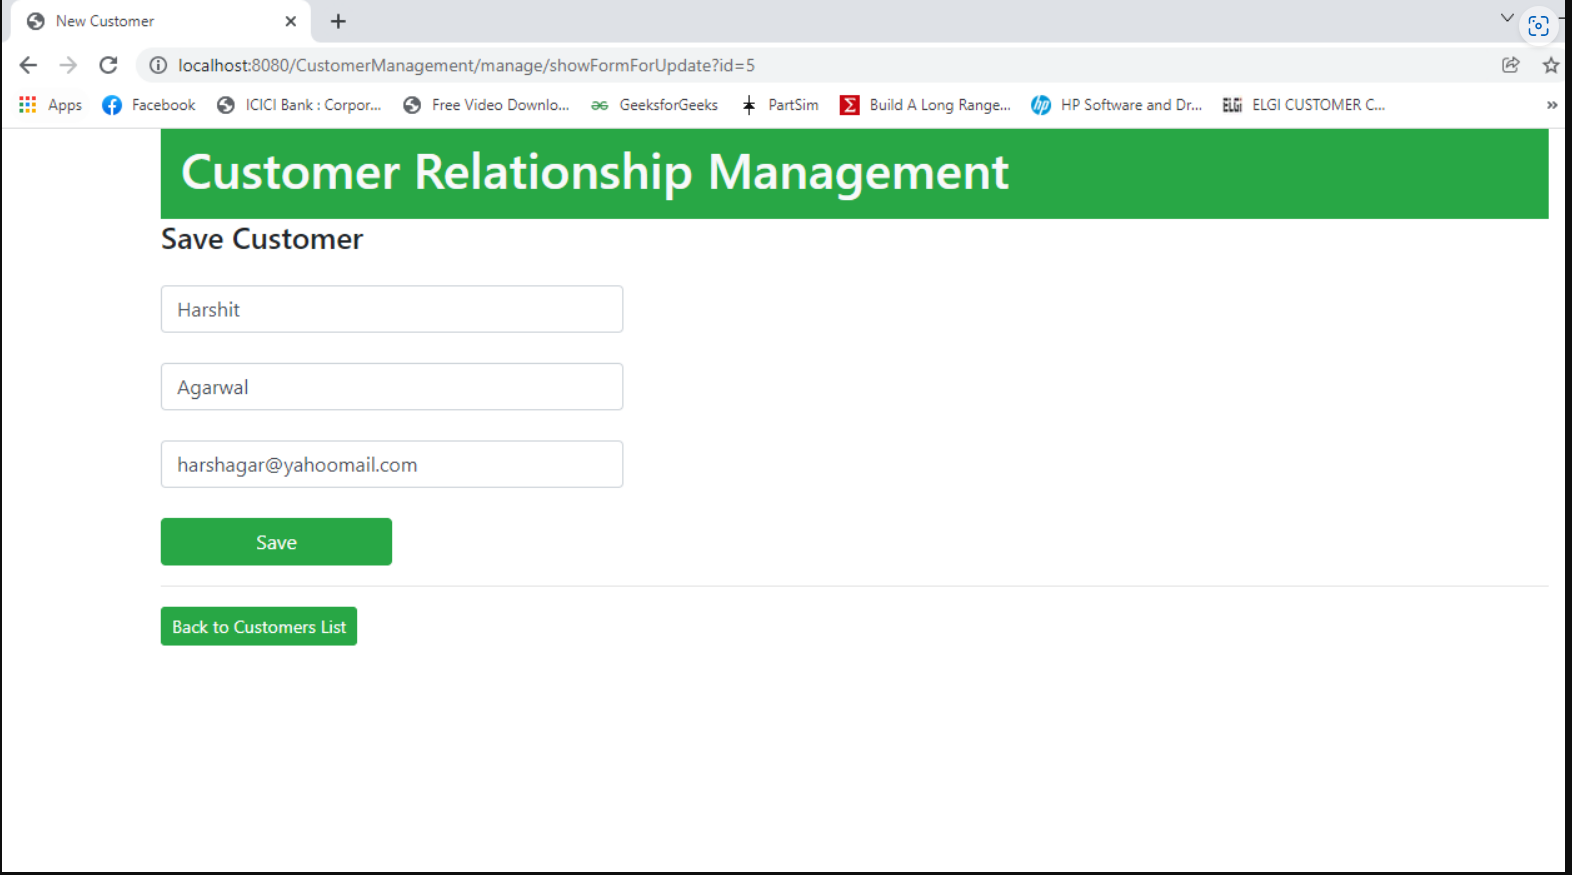 New Customer
localhost:8080/CustomerManagement/manage/showFormForUpdate?id=5
Apps Facebook ICICI Bank : Corpor... Free Video Downlo... GeeksforGeeks PartSim Build A Long Range... HP Software and Dr... ELGi ELGI CUSTOMER C...
Customer Relationship Management
Save Customer
Harshit
Agarwal
harshagar@yahoomail.com
Save
Back to Customers List